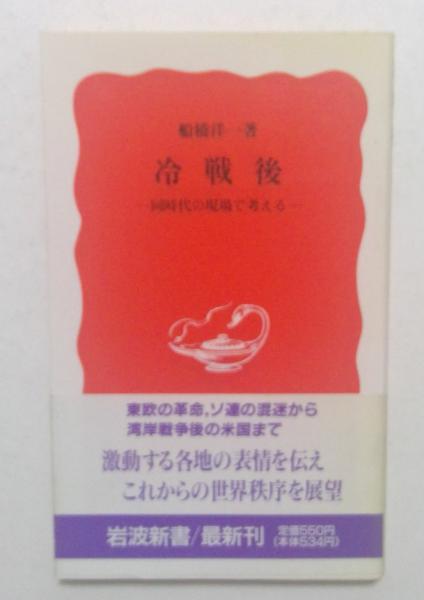 船橋洋一著
冷戦後
―同時代の現場で考える―
東欧の革命,ソ連の混迷から
湾岸戦争後の米国まで
激動する各地の表情を伝え
これからの世界秩序を展望
岩波新書/最新刊
定価550円
(本体534円)